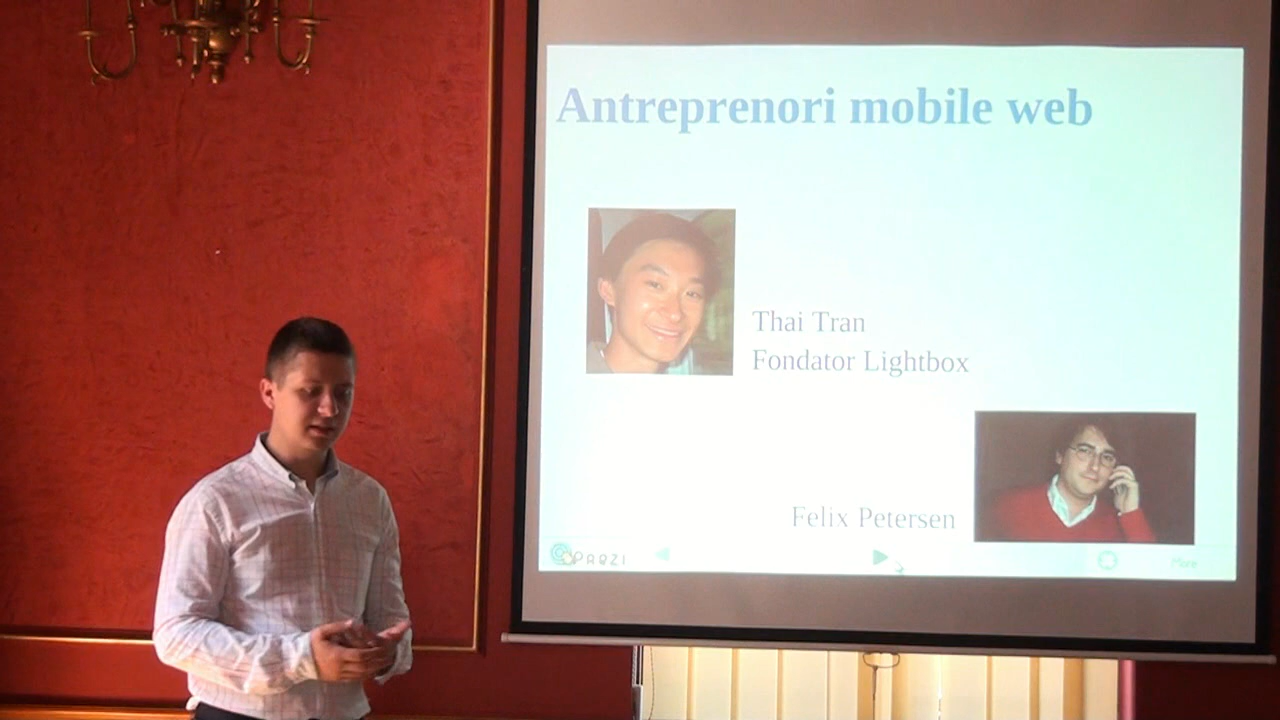 Antreprenori mobile web
Thai Tran
Fondator Lightbox
Felix Petersen
PREZI
More